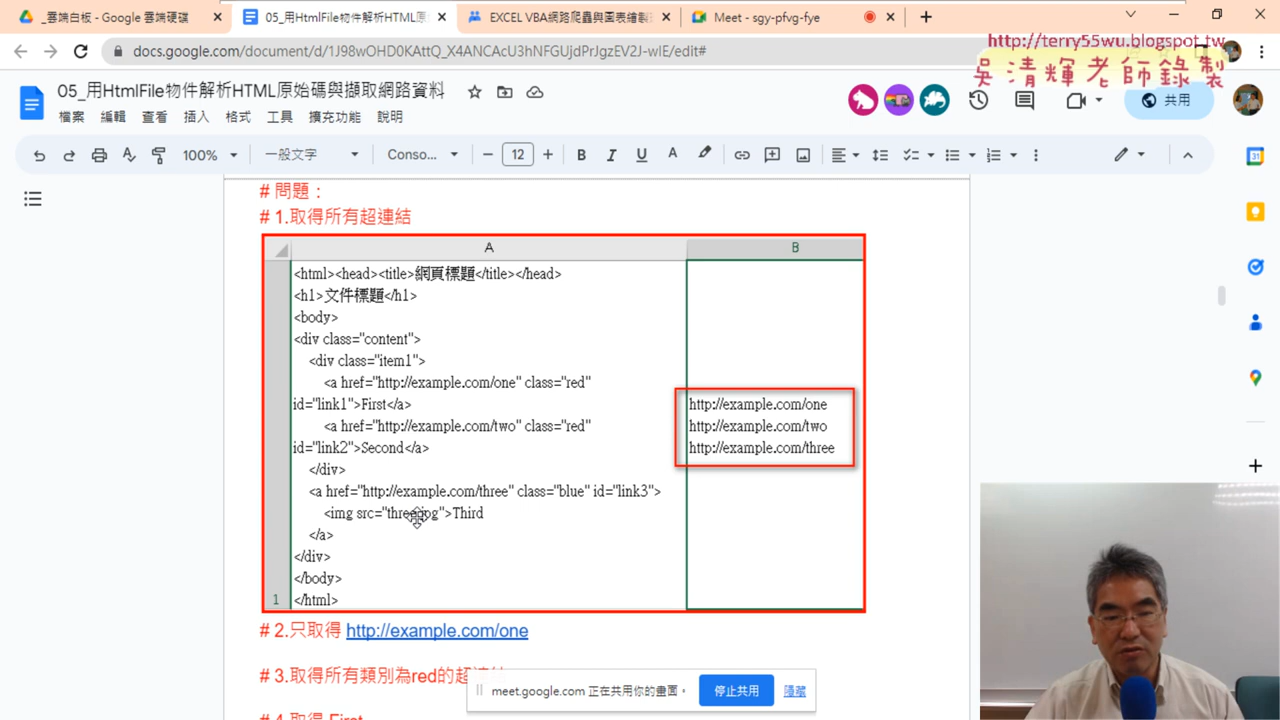 _雲端白板 - Google 雲端硬碟
05_用HtmlFile物件解析HTML原
EXCEL VBA網路爬蟲與圖表繪製
Meet - sgy-pfvg-fye
docs.google.com/document/d/1J98wOHD0KAttQ_X4ANCAcU3hNFGUjdPrJgzEV2J-wIE/edit#
http://terry55wu.blogspot.tw
吳清輝老師錄製
05_用HtmlFile物件解析HTML原始碼與擷取網路資料
共用
檔案 編輯 查看 插入 格式 工具 擴充功能 說明
100% 一般文字 Conso... 12 B I U A
# 問題：
# 1.取得所有超連結
A B
<html><head><title>網頁標題</title></head>
<h1>文件標題</h1>
<body>
<div class="content">
<div class="item1">
<a href="http://example.com/one" class="red"
id="link1">First</a>
http://example.com/one
<a href="http://example.com/two" class="red"
http://example.com/two
id="link2">Second</a>
http://example.com/three
</div>
<a href="http://example.com/three" class="blue" id="link3">
<img src="three.jpg">Third
</a>
</div>
</body>
1 </html>
# 2.只取得 http://example.com/one
# 3.取得所有類別為red的超連結
meet.google.com 正在共用你的畫面。
停止共用
隱藏
# 4.取得 First